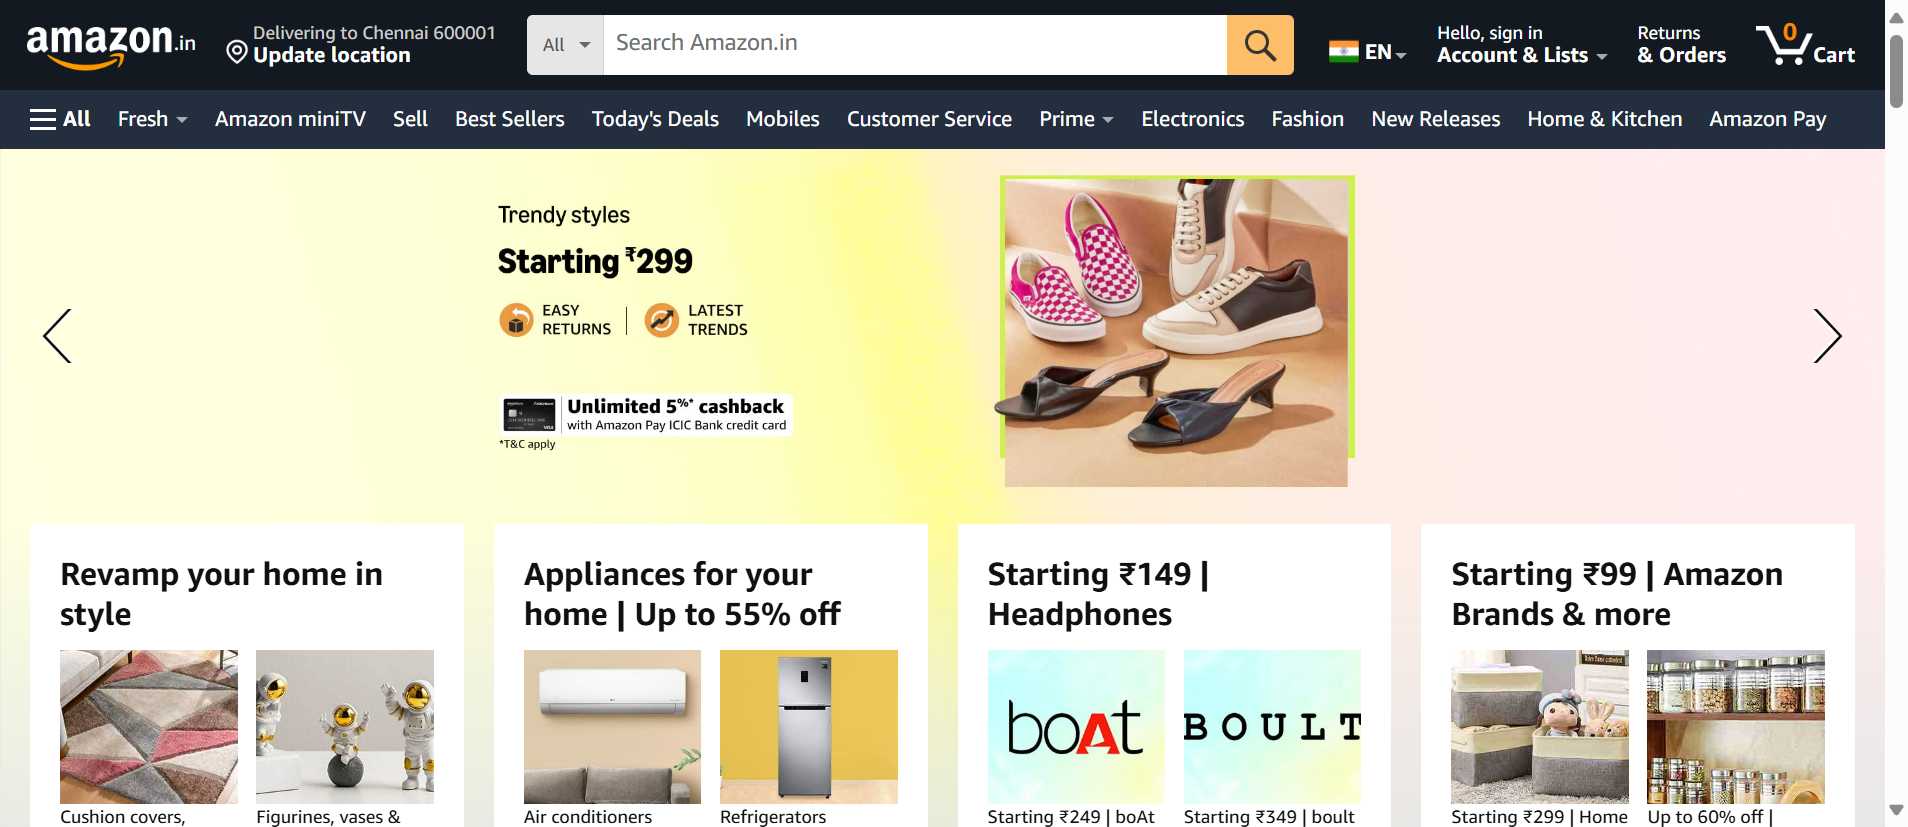 amazon.in
Delivering to Chennai 600001
Update location
All
Search Amazon.in
EN
Hello, sign in
Account & Lists
Returns
& Orders
0
Cart
All
Fresh
Amazon miniTV
Sell
Best Sellers
Today's Deals
Mobiles
Customer Service
Prime
Electronics
Fashion
New Releases
Home & Kitchen
Amazon Pay
Trendy styles
Starting ₹299
EASY
RETURNS
LATEST
TRENDS
Unlimited 5%* cashback
with Amazon Pay ICIC Bank credit card
*T&C apply
Revamp your home in
style
Appliances for your
home | Up to 55% off
Starting ₹149 |
Headphones
Starting ₹99 | Amazon
Brands & more
boAt
BOULT
Cushion covers,
Figurines, vases &
Air conditioners
Refrigerators
Starting ₹249 | boAt
Starting ₹349 | boult
Starting ₹299 | Home
Up to 60% off |